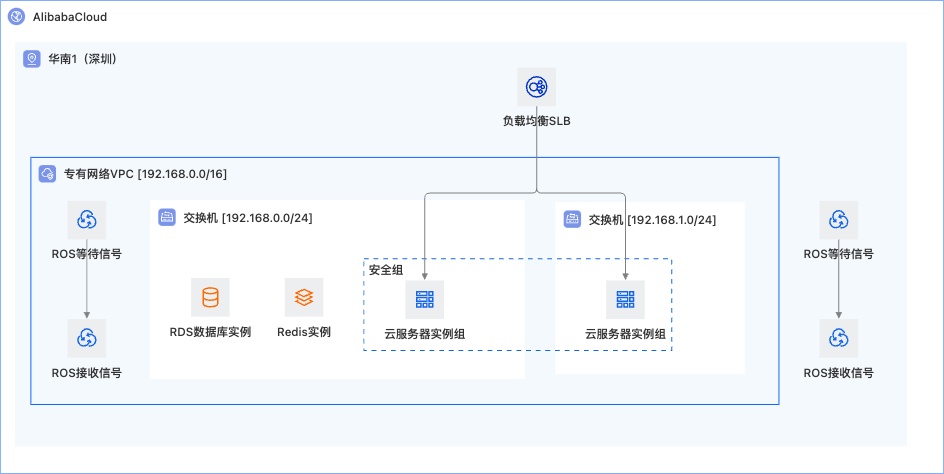 AlibabaCloud
华南1（深圳）
负载均衡SLB
专有网络VPC [192.168.0.0/16]
交换机 [192.168.0.0/24]
交换机 [192.168.1.0/24]
ROS等待信号
ROS等待信号
安全组
RDS数据库实例
Redis实例
云服务器实例组
云服务器实例组
ROS接收信号
ROS接收信号